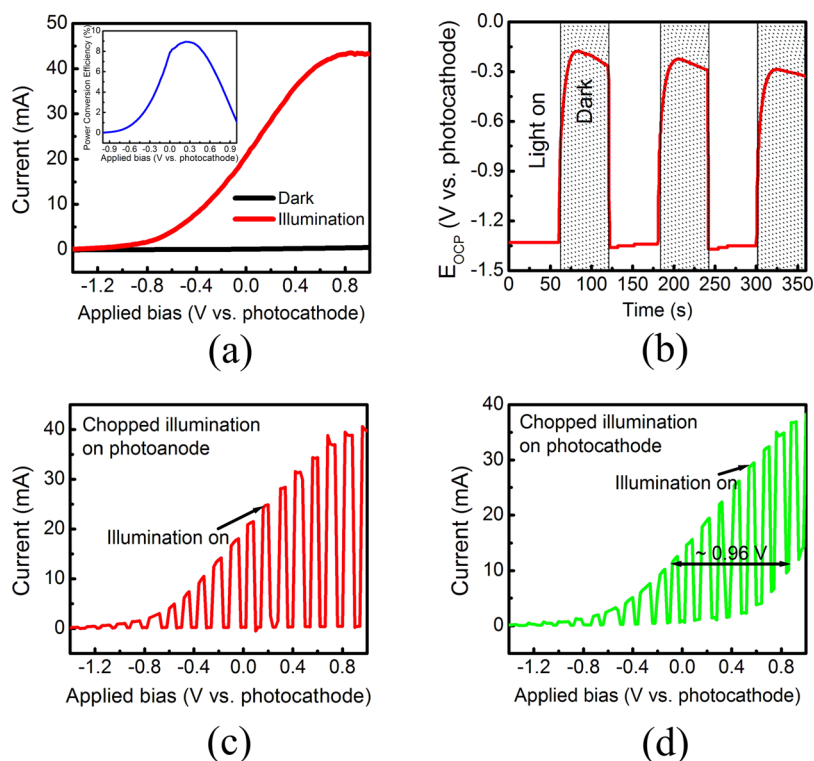 50
40
30
20
10
0
Current (mA)
10
8
6
4
2
0
Power Conversion Efficiency (%)
-0.9 -0.6 -0.3 0.0 0.3 0.6 0.9
Applied bias (V vs. photocathode)
Dark
Illumination
-1.2 -0.8 -0.4 0.0 0.4 0.8
Applied bias (V vs. photocathode)
(a)
-0.0
-0.3
-0.6
-0.9
-1.2
-1.5
EOCP (V vs. photocathode)
Light on
Dark
0 50 100 150 200 250 300 350
Time (s)
(b)
Chopped illumination
on photoanode
Illumination on
40
30
20
10
0
Current (mA)
-1.2 -0.8 -0.4 0.0 0.4 0.8
Applied bias (V vs. photocathode)
(c)
Chopped illumination
on photocathode
Illumination on
~ 0.96 V
40
30
20
10
0
Current (mA)
-1.2 -0.8 -0.4 0.0 0.4 0.8
Applied bias (V vs. photocathode)
(d)